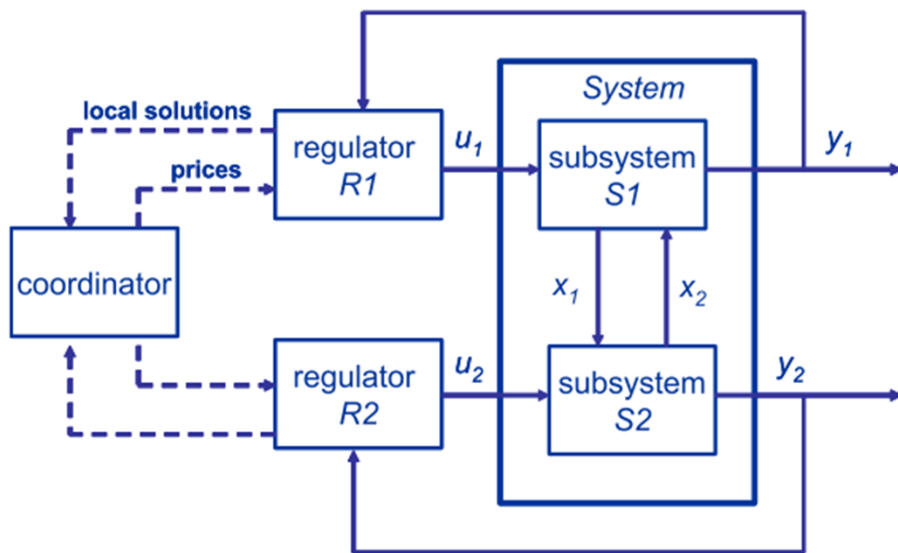 System
local solutions
regulator
R1
u1
subsystem
S1
y1
prices
coordinator
x1
x2
regulator
R2
u2
subsystem
S2
y2